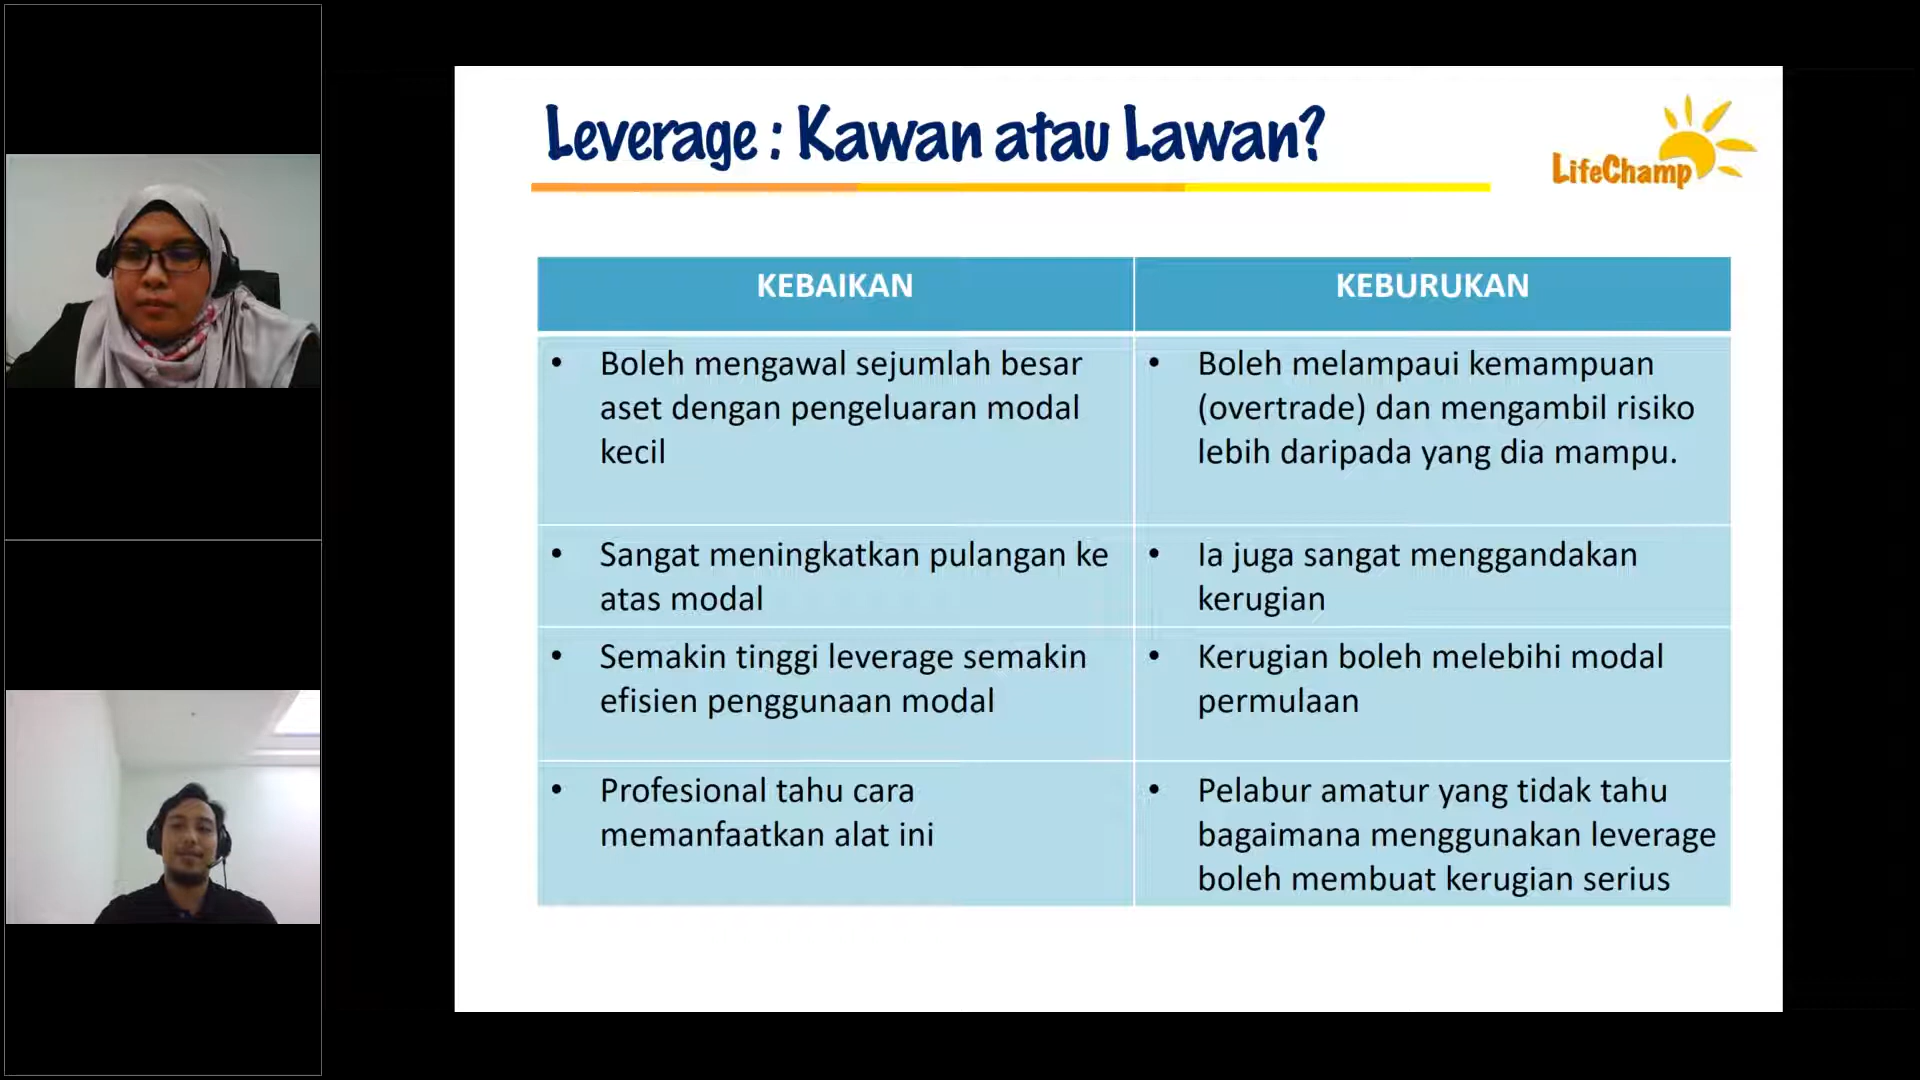 Leverage : Kawan atau Lawan?
LifeChamp
KEBAIKAN
KEBURUKAN
• Boleh mengawal sejumlah besar
aset dengan pengeluaran modal
kecil
• Boleh melampaui kemampuan
(overtrade) dan mengambil risiko
lebih daripada yang dia mampu.
• Sangat meningkatkan pulangan ke
atas modal
• Ia juga sangat menggandakan
kerugian
• Semakin tinggi leverage semakin
efisien penggunaan modal
• Kerugian boleh melebihi modal
permulaan
• Profesional tahu cara
memanfaatkan alat ini
• Pelabur amatur yang tidak tahu
bagaimana menggunakan leverage
boleh membuat kerugian serius